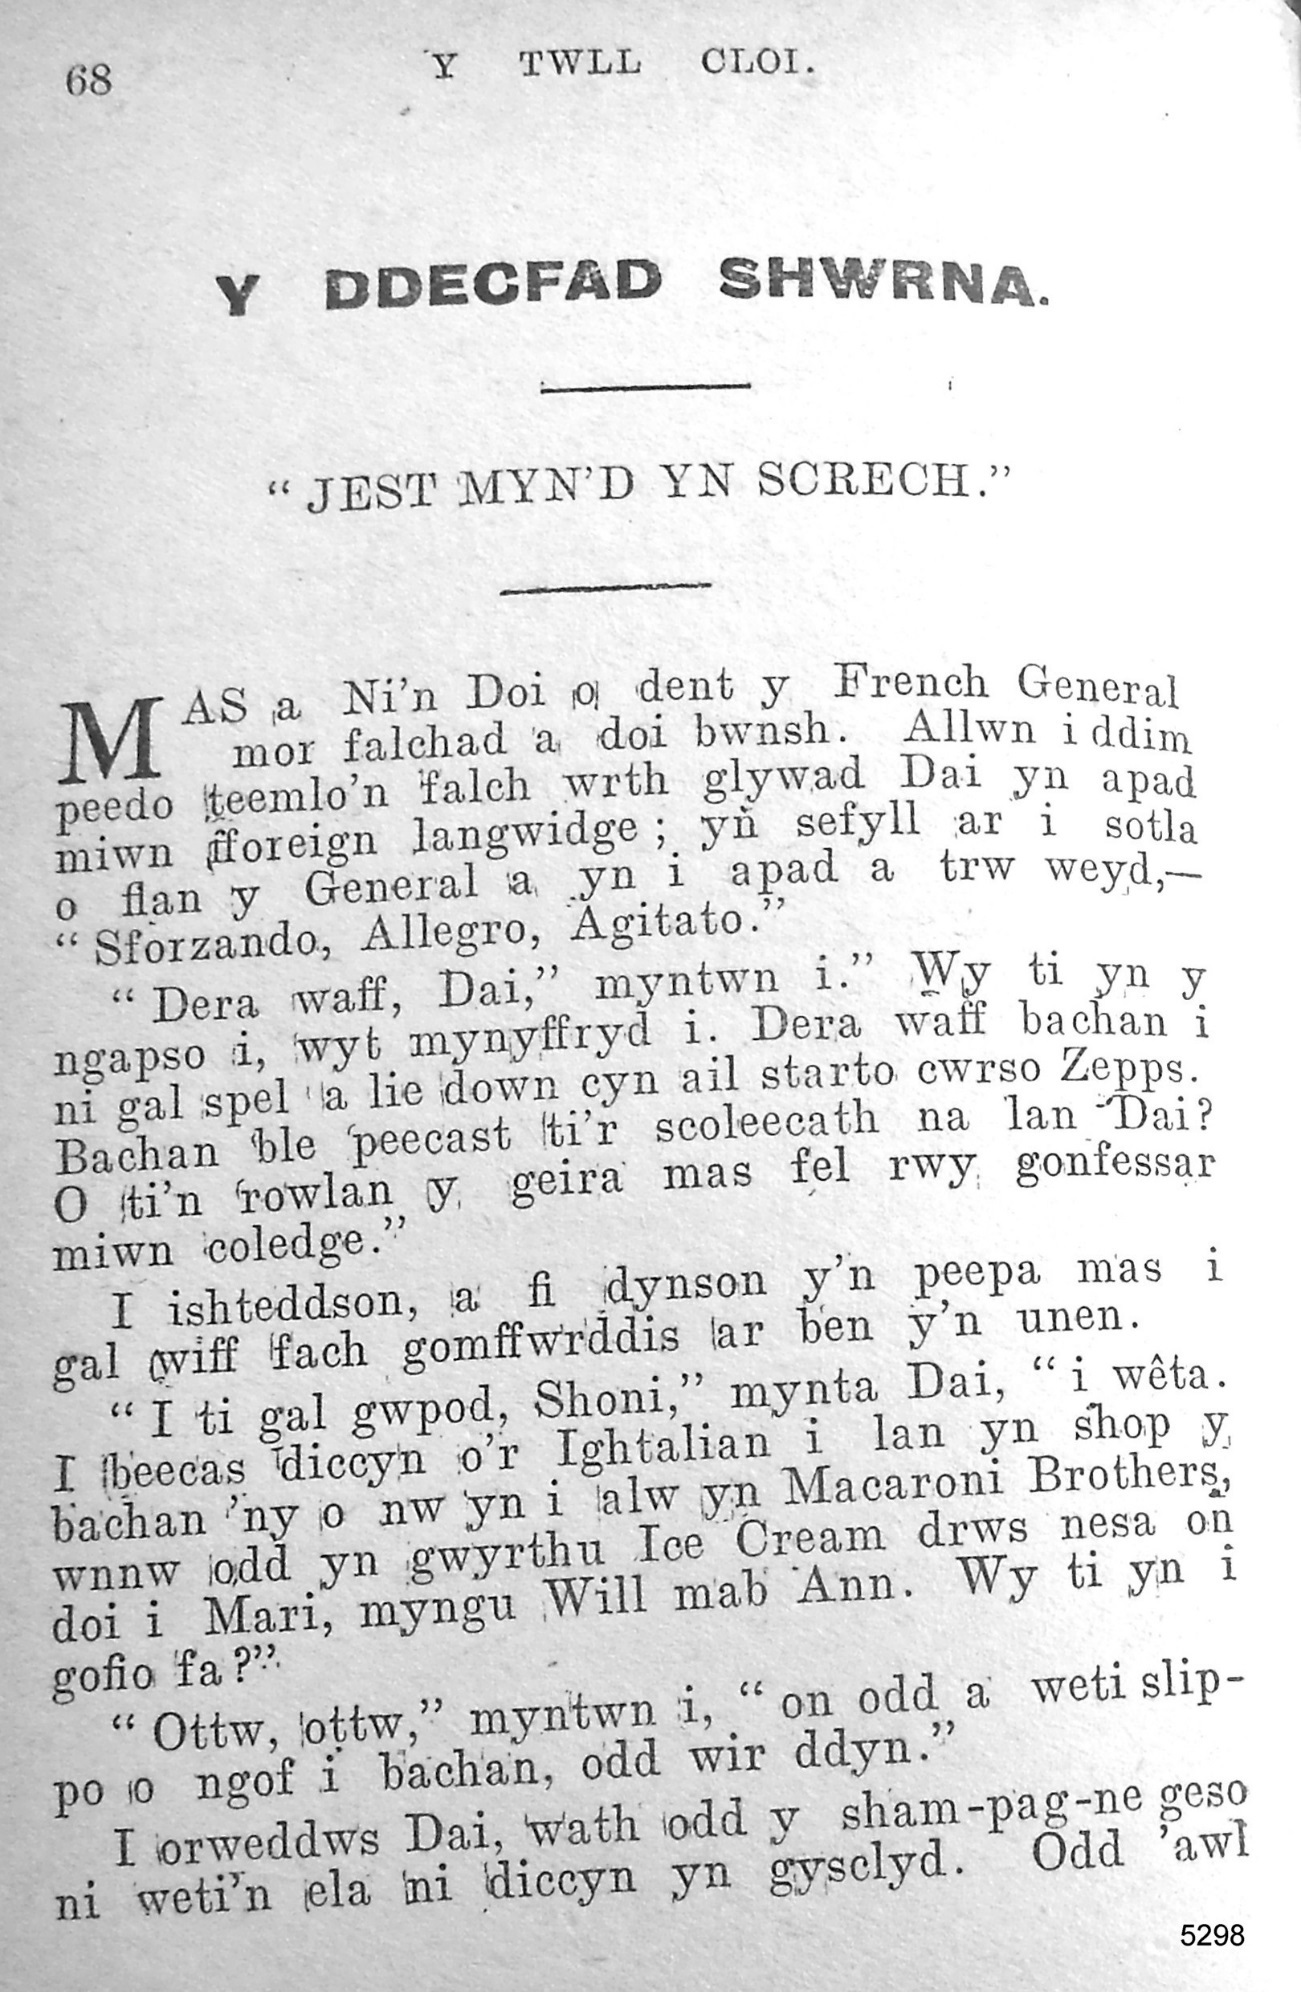 68
Y TWLL CLOI.
Y DDECFAD SHWRNA.
“ JEST MYN’D YN SCRECH.”
MAS a Ni’n Doi o dent y French General
mor falchad a doi bwnsh. Allwn i ddim
peedo teemlo’n falch wrth glywad Dai yn apad
miwn fforeign langwidge ; yn sefyll ar i sotla
o flan y General a yn i apad a trw weyd,—
“ Sforzando, Allegro, Agitato.”
“ Dera waff, Dai,” myntwn i.” Wy ti yn y
ngapso i, wyt mynyffryd i. Dera waff bachan i
ni gal spel a lie down cyn ail starto cwrso Zepps.
Bachan ble peecast ti’r scoleecath na lan Dai?
O ti’n rowlan y geira mas fel rwy gonfessar
miwn coledge.”
I ishteddson, a fi dynson y’n peepa mas i
gal wiff fach gomffwrddis ar ben y’n unen.
“ I ti gal gwpod, Shoni,” mynta Dai, “ i wêta.
I beecas diccyn o’r Ightalian i lan yn shop y
bachan ’ny o nw yn i alw yn Macaroni Brothers,
wnnw odd yn gwyrthu Ice Cream drws nesa on
doi i Mari, myngu Will mab Ann. Wy ti yn i
gofio fa?”
“ Ottw, ottw,” myntwn i, “ on odd a weti slip-
po o ngof i bachan, odd wir ddyn.”
I orweddws Dai, wath odd y sham-pag-ne geso
ni weti’n ela ni diccyn yn gysclyd. Odd ’awl
5298